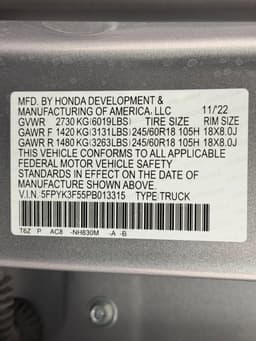 MFD. BY HONDA DEVELOPMENT &
MANUFACTURING OF AMERICA, LLC 11/'22
GVWR 2730 KG(6019LBS) TIRE SIZE RIM SIZE
GAWR F 1420 KG(3131LBS) 245/60R18 105H 18X8.0J
GAWR R 1480 KG(3263LBS) 245/60R18 105H 18X8.0J
THIS VEHICLE CONFORMS TO ALL APPLICABLE
FEDERAL MOTOR VEHICLE SAFETY
STANDARDS IN EFFECT ON THE DATE OF
MANUFACTURE SHOWN ABOVE.
V.I.N. 5FPYK3F55PB013315 TYPE:TRUCK
T6Z P AC8 -NH830M -A -B